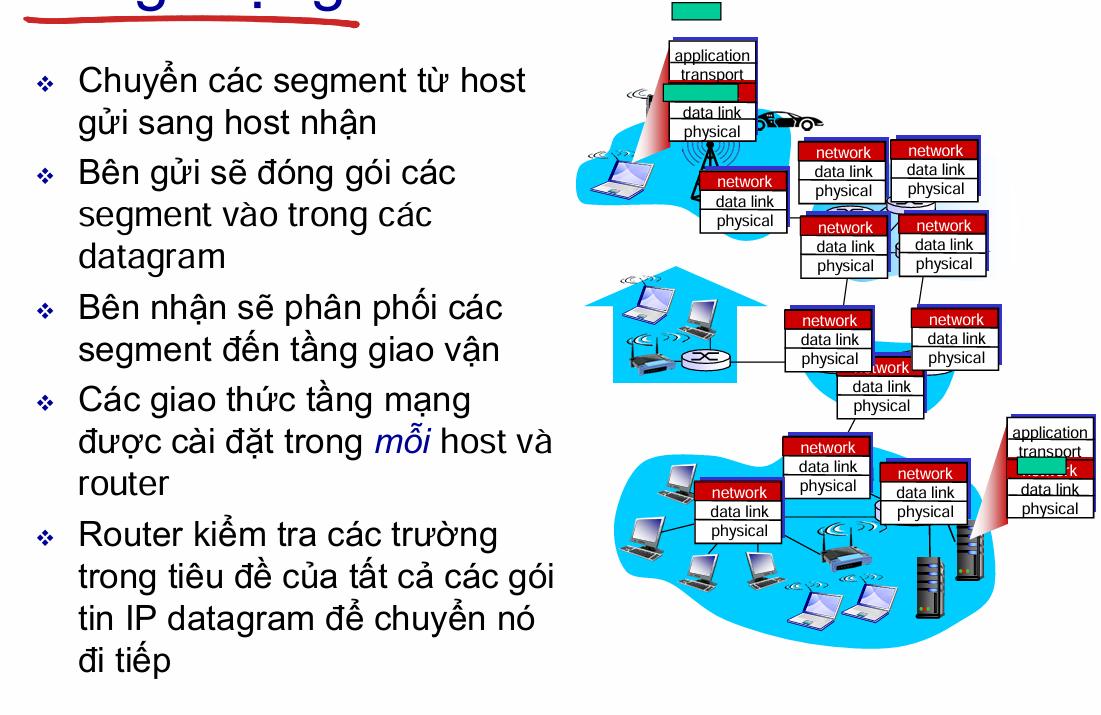 Chuyển các segment từ host
gửi sang host nhận
Bên gửi sẽ đóng gói các
segment vào trong các
datagram
Bên nhận sẽ phân phối các
segment đến tầng giao vận
Các giao thức tầng mạng
được cài đặt trong mỗi host và
router
Router kiểm tra các trường
trong tiêu đề của tất cả các gói
tin IP datagram để chuyển nó
đi tiếp
application
transport
data link
physical
network
data link
physical
network
data link
physical
network
data link
physical
network
data link
physical
network
data link
physical
network
data link
physical
network
data link
physical
data link
physical
network
data link
physical
network
data link
physical
network
data link
physical
application
transport
data link
physical